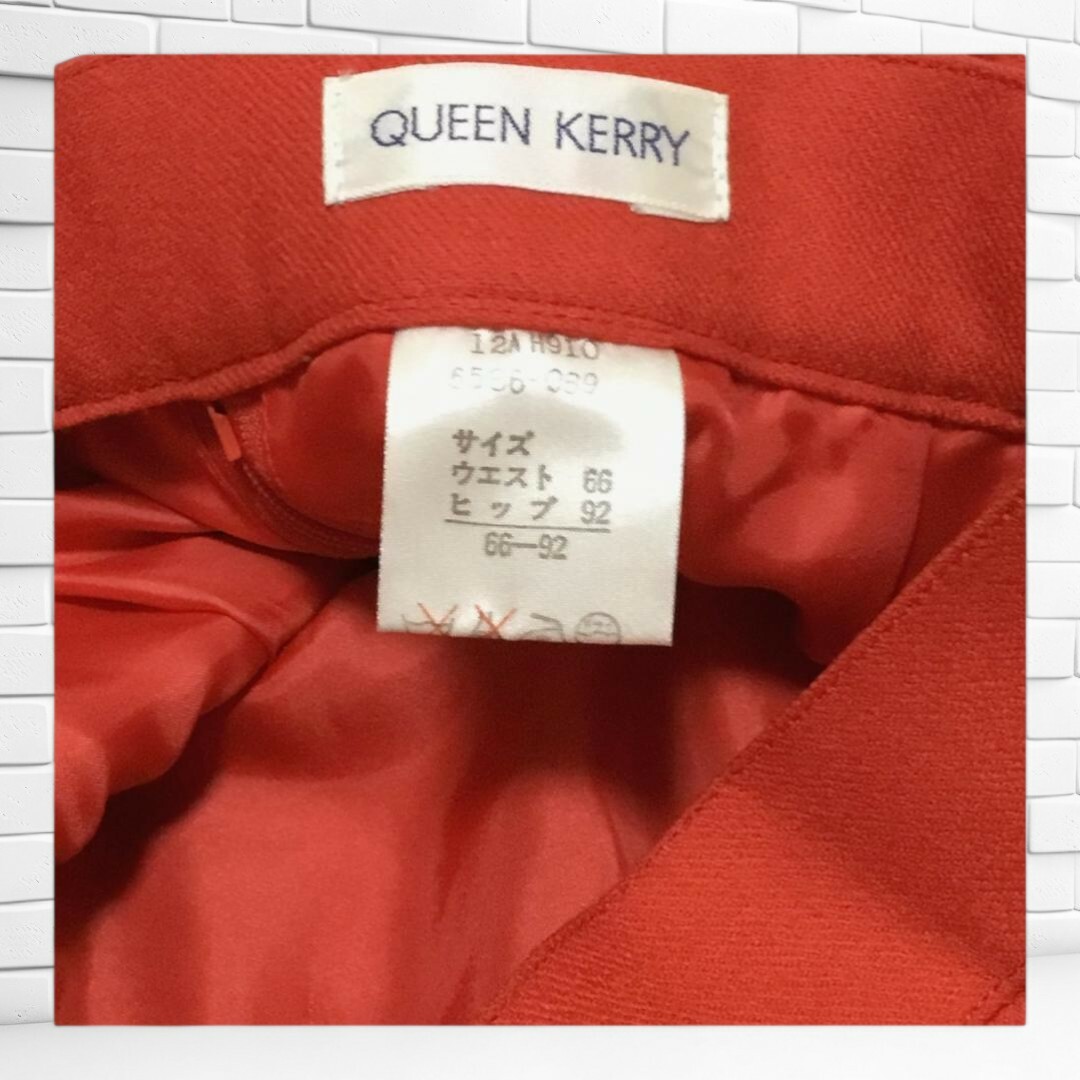 QUEEN KERRY
12A H910
サイズ
ウエスト 66
ヒップ 92
66—92